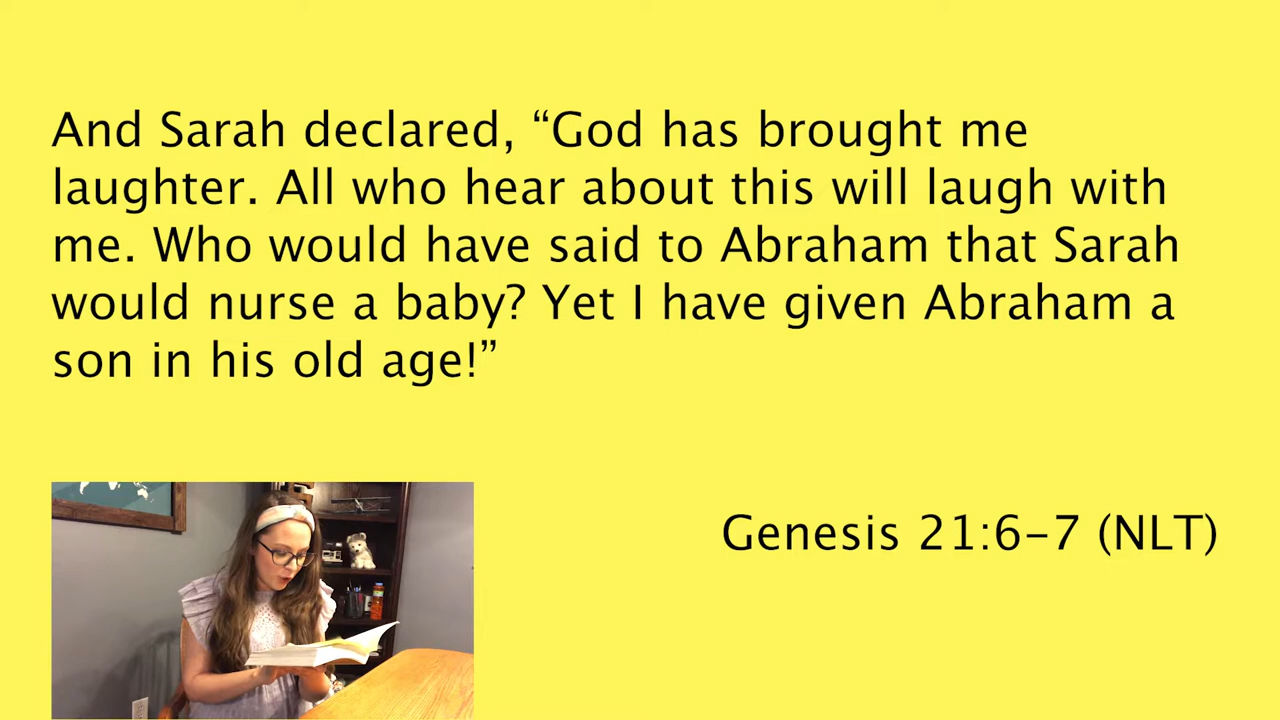 And Sarah declared, “God has brought me
laughter. All who hear about this will laugh with
me. Who would have said to Abraham that Sarah
would nurse a baby? Yet I have given Abraham a
son in his old age!”
Genesis 21:6–7 (NLT)